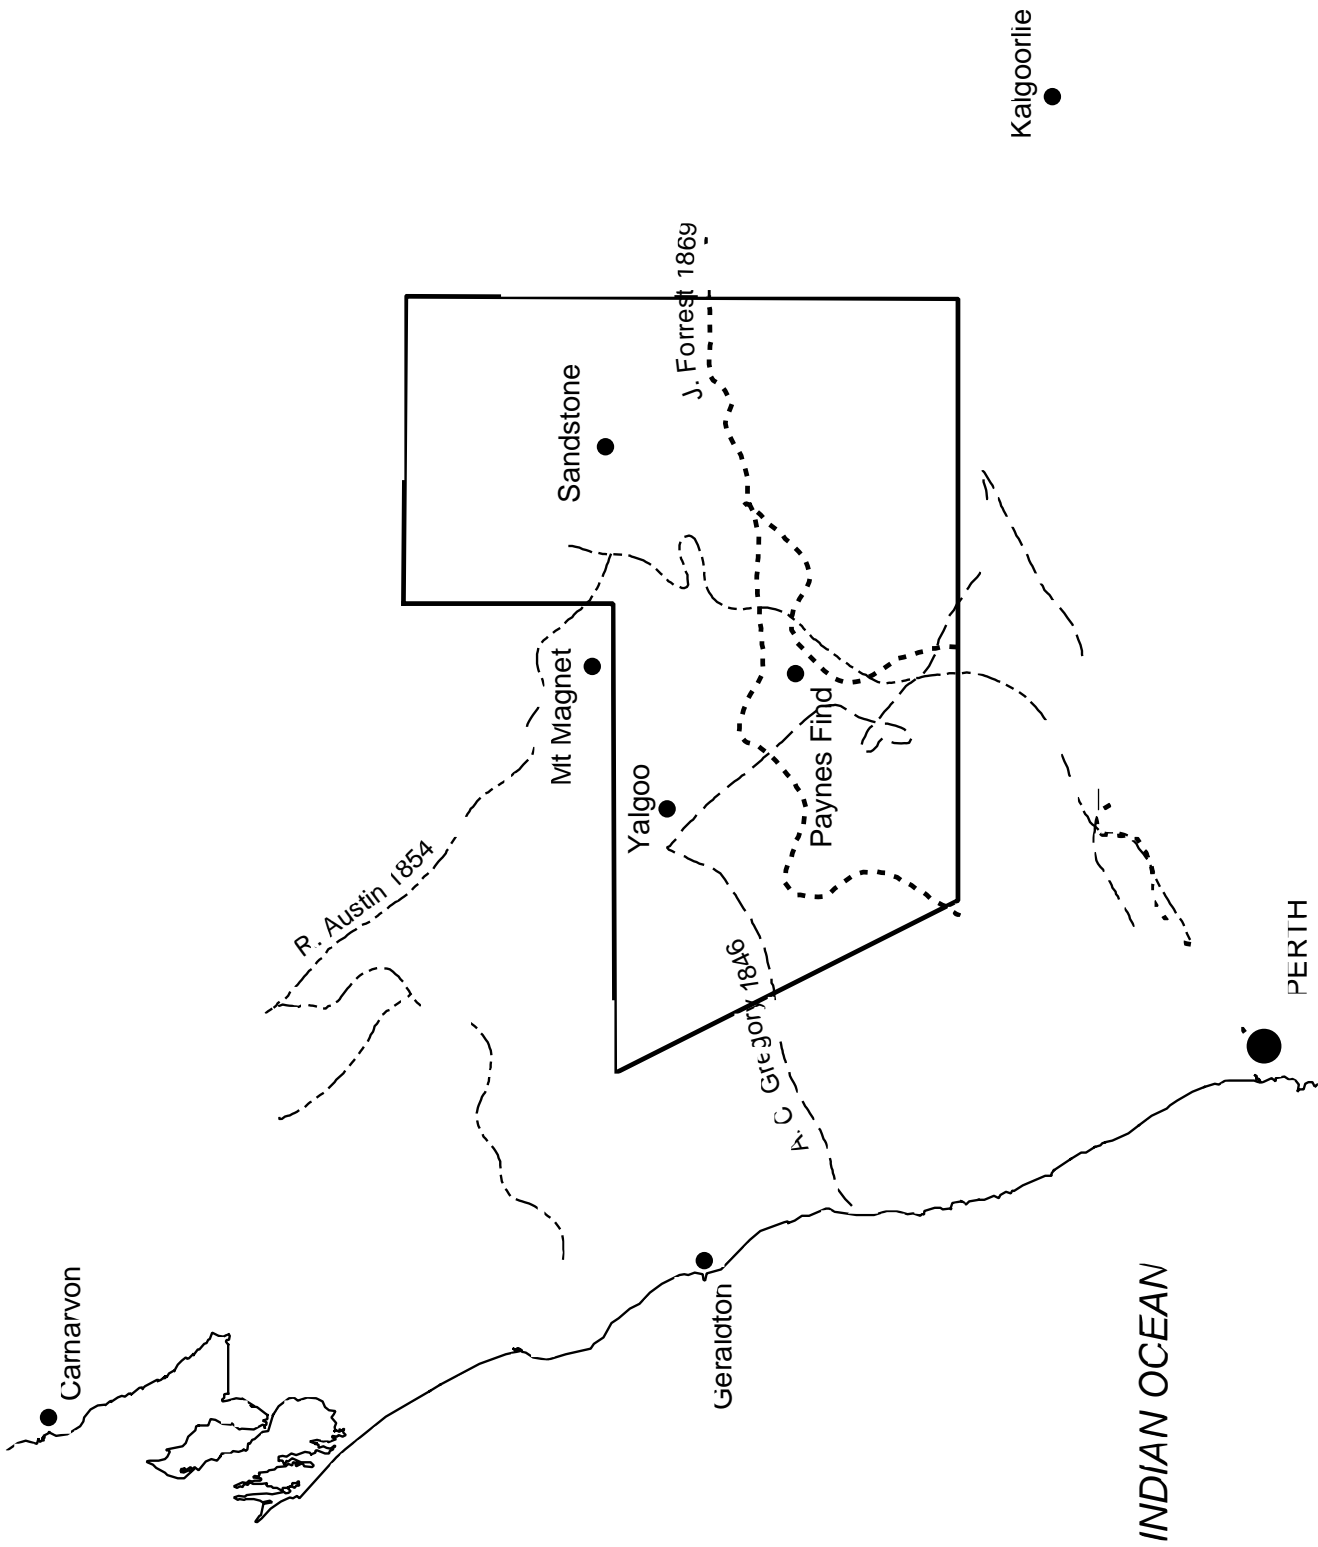 Carnarvon
R. Austin 1854
Mt Magnet
Sandstone
Yalgoo
J. Forrest 1869
Geraldton
A. C. Gregory 1846
Paynes Find
Kalgoorlie
INDIAN OCEAN
PERTH